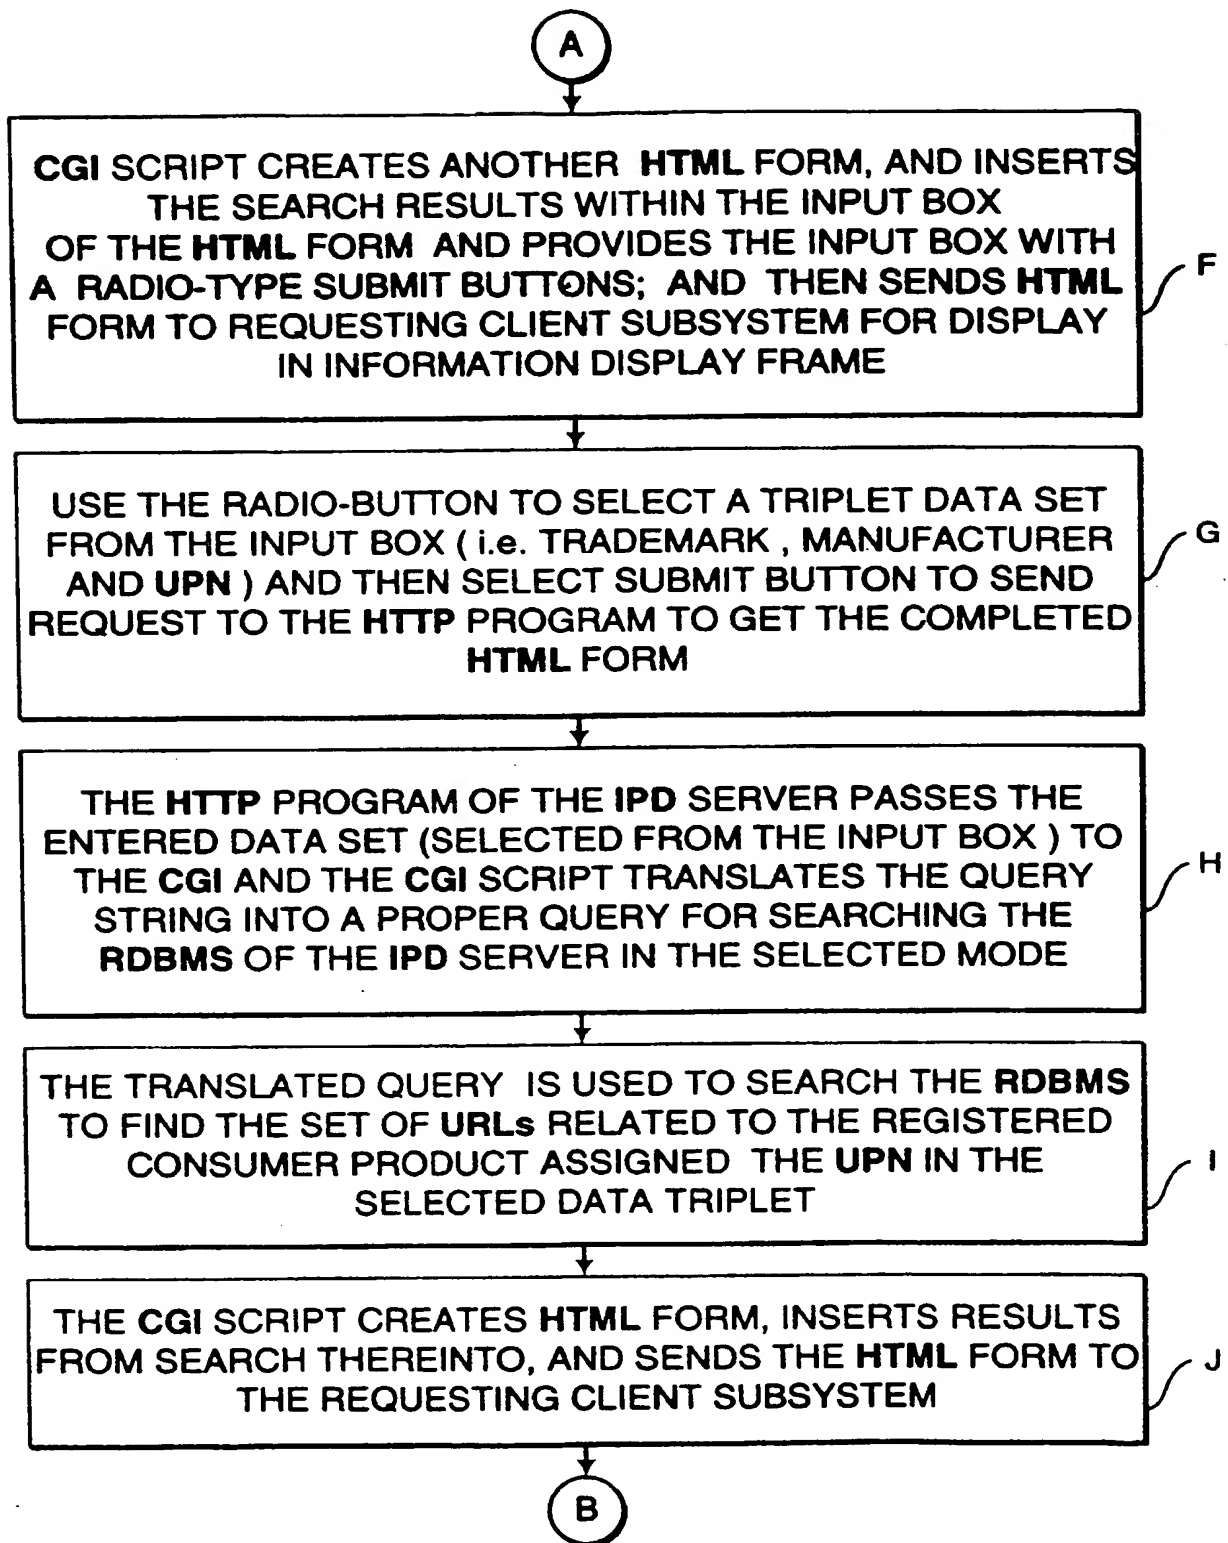 A
CGI SCRIPT CREATES ANOTHER HTML FORM, AND INSERTS
THE SEARCH RESULTS WITHIN THE INPUT BOX
OF THE HTML FORM AND PROVIDES THE INPUT BOX WITH
A RADIO-TYPE SUBMIT BUTTONS; AND THEN SENDS HTML
FORM TO REQUESTING CLIENT SUBSYSTEM FOR DISPLAY
IN INFORMATION DISPLAY FRAME
F
USE THE RADIO-BUTTON TO SELECT A TRIPLET DATA SET
FROM THE INPUT BOX ( i.e. TRADEMARK , MANUFACTURER
AND UPN ) AND THEN SELECT SUBMIT BUTTON TO SEND
REQUEST TO THE HTTP PROGRAM TO GET THE COMPLETED
HTML FORM
G
THE HTTP PROGRAM OF THE IPD SERVER PASSES THE
ENTERED DATA SET (SELECTED FROM THE INPUT BOX ) TO
THE CGI AND THE CGI SCRIPT TRANSLATES THE QUERY
STRING INTO A PROPER QUERY FOR SEARCHING THE
RDBMS OF THE IPD SERVER IN THE SELECTED MODE
H
THE TRANSLATED QUERY IS USED TO SEARCH THE RDBMS
TO FIND THE SET OF URLs RELATED TO THE REGISTERED
CONSUMER PRODUCT ASSIGNED THE UPN IN THE
SELECTED DATA TRIPLET
I
THE CGI SCRIPT CREATES HTML FORM, INSERTS RESULTS
FROM SEARCH THEREINTO, AND SENDS THE HTML FORM TO
THE REQUESTING CLIENT SUBSYSTEM
J
B